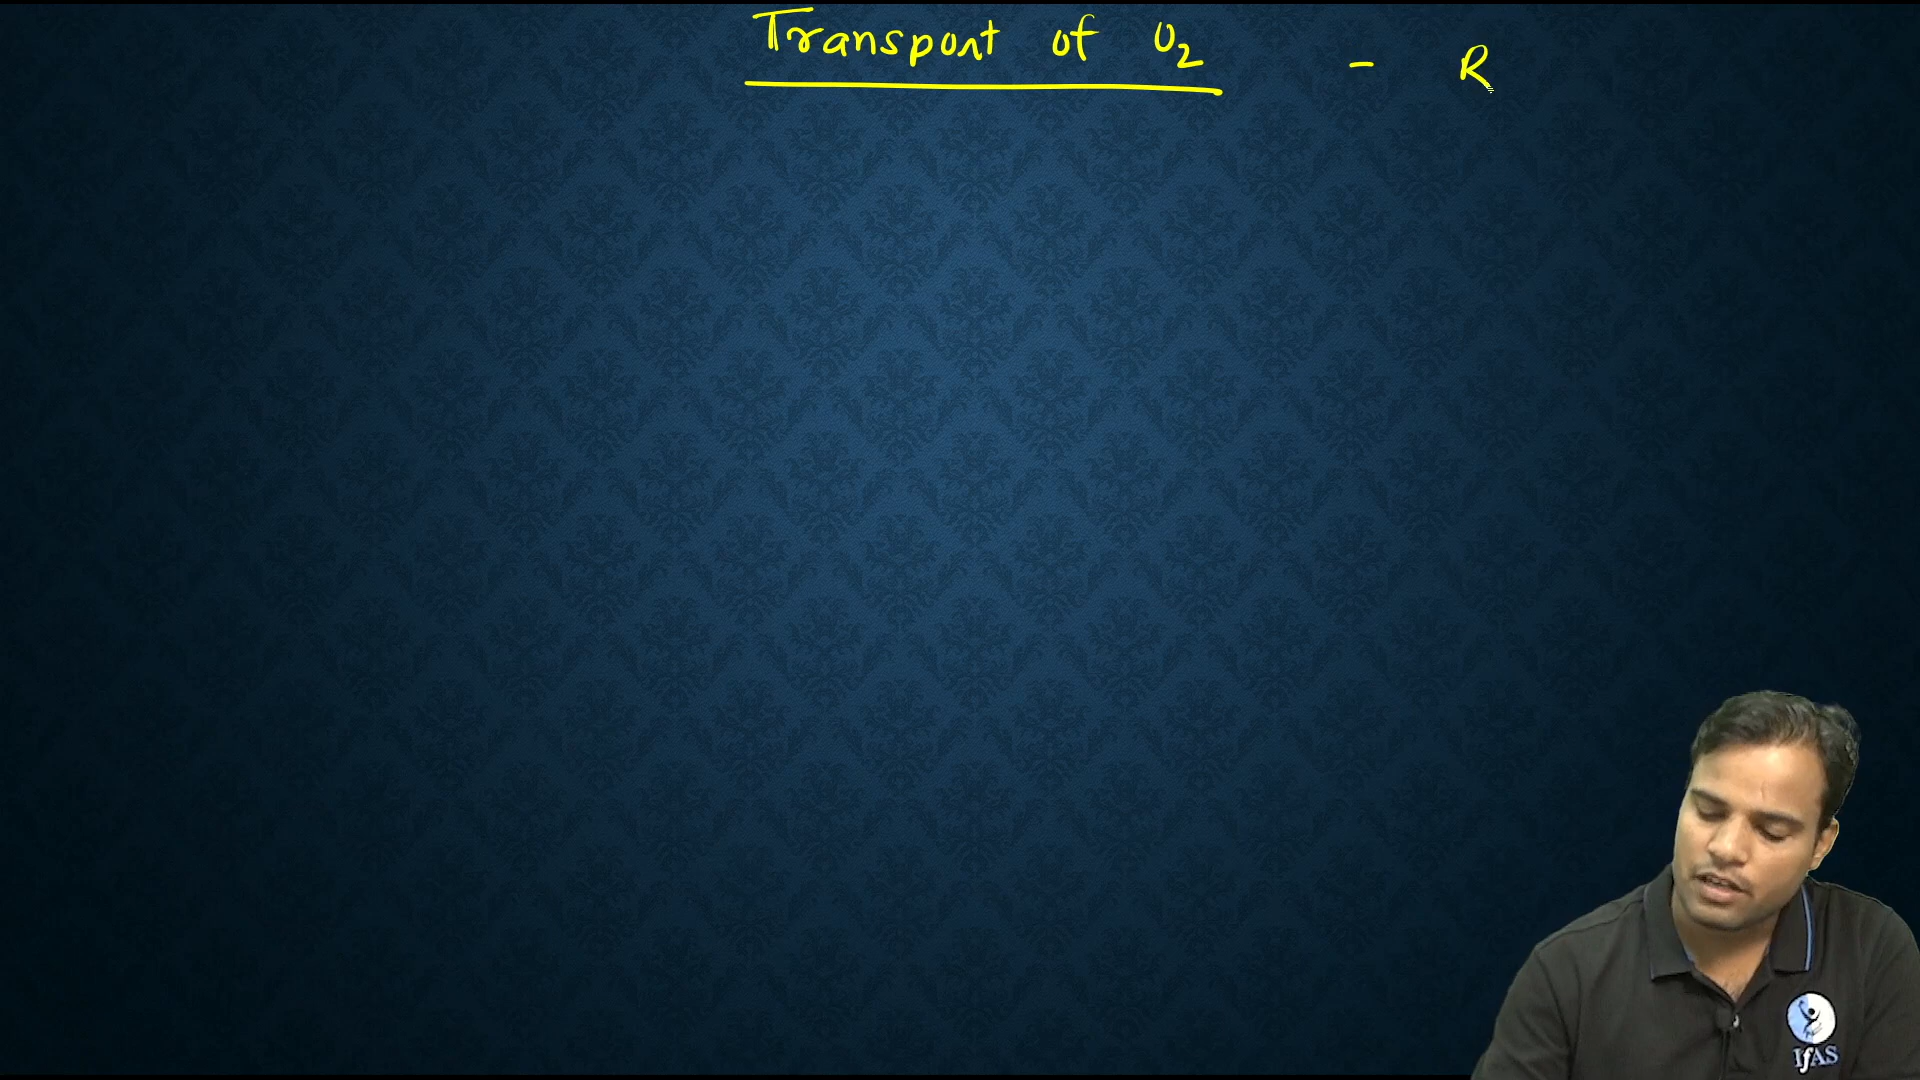 Transport of O₂ - R
IfAS